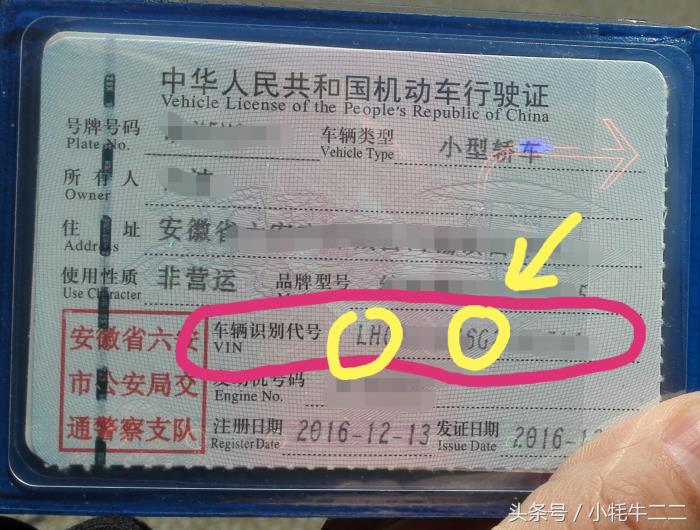 中华人民共和国机动车行驶证
Vehicle License of the People's Republic of China
号牌号码
Plate No.
车辆类型 小型轿车
Vehicle Type
所有人
Owner
住址 安徽省六安
Address
使用性质 非营运 品牌型号 5
Use Character
车辆识别代号 LH SG
VIN
发动机号码
Engine No.
安徽省六安
市公安局交
通警察支队
注册日期 2016-12-13 发证日期 2016-1
Register Date Issue Date
头条号 / 小牦牛二二